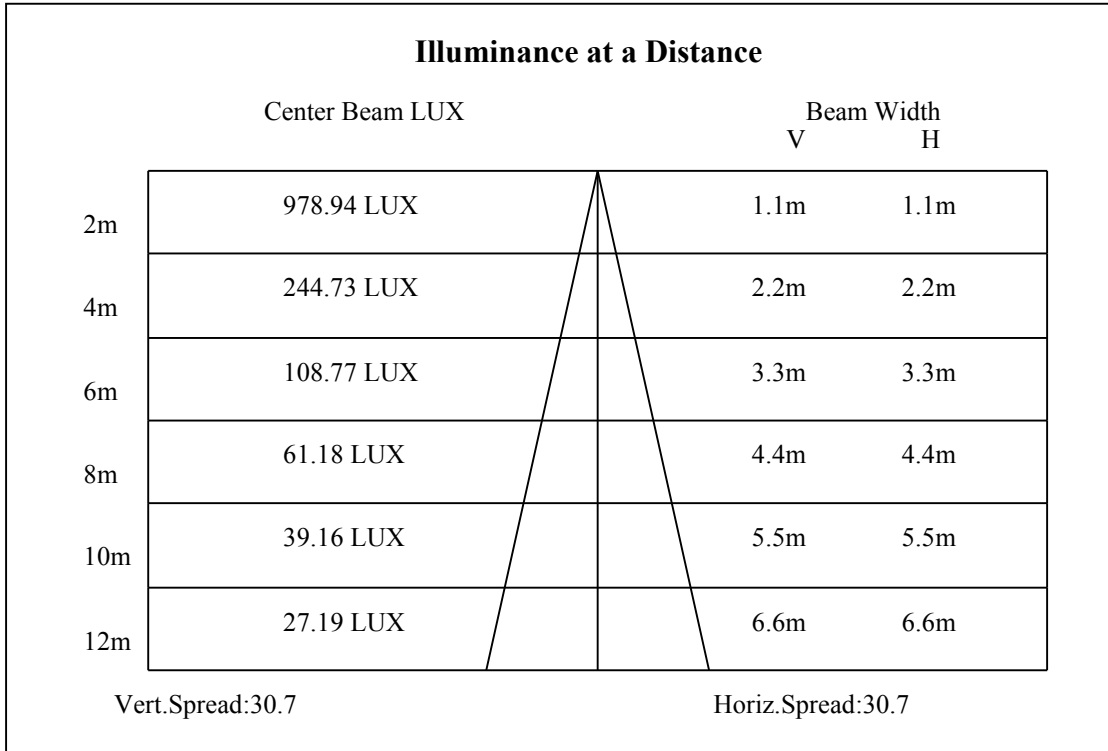 Illuminance at a Distance
Center Beam LUX Beam Width
V H
2m 978.94 LUX 1.1m 1.1m
4m 244.73 LUX 2.2m 2.2m
6m 108.77 LUX 3.3m 3.3m
8m 61.18 LUX 4.4m 4.4m
10m 39.16 LUX 5.5m 5.5m
12m 27.19 LUX 6.6m 6.6m
Vert.Spread:30.7 Horiz.Spread:30.7